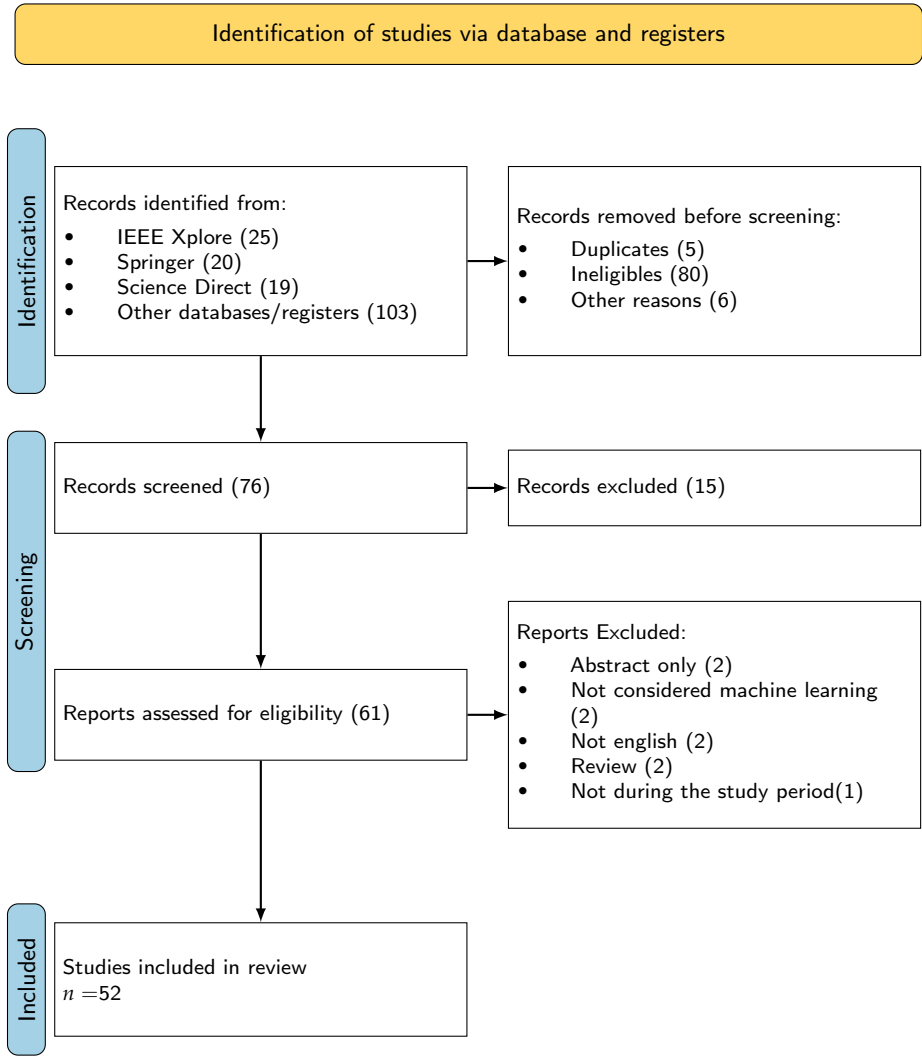 Identification of studies via database and registers
Identification
Records identified from:
• IEEE Xplore (25)
• Springer (20)
• Science Direct (19)
• Other databases/registers (103)
Records removed before screening:
• Duplicates (5)
• Ineligibles (80)
• Other reasons (6)
Screening
Records screened (76)
Records excluded (15)
Reports assessed for eligibility (61)
Reports Excluded:
• Abstract only (2)
• Not considered machine learning
(2)
• Not english (2)
• Review (2)
• Not during the study period(1)
Included
Studies included in review
n =52